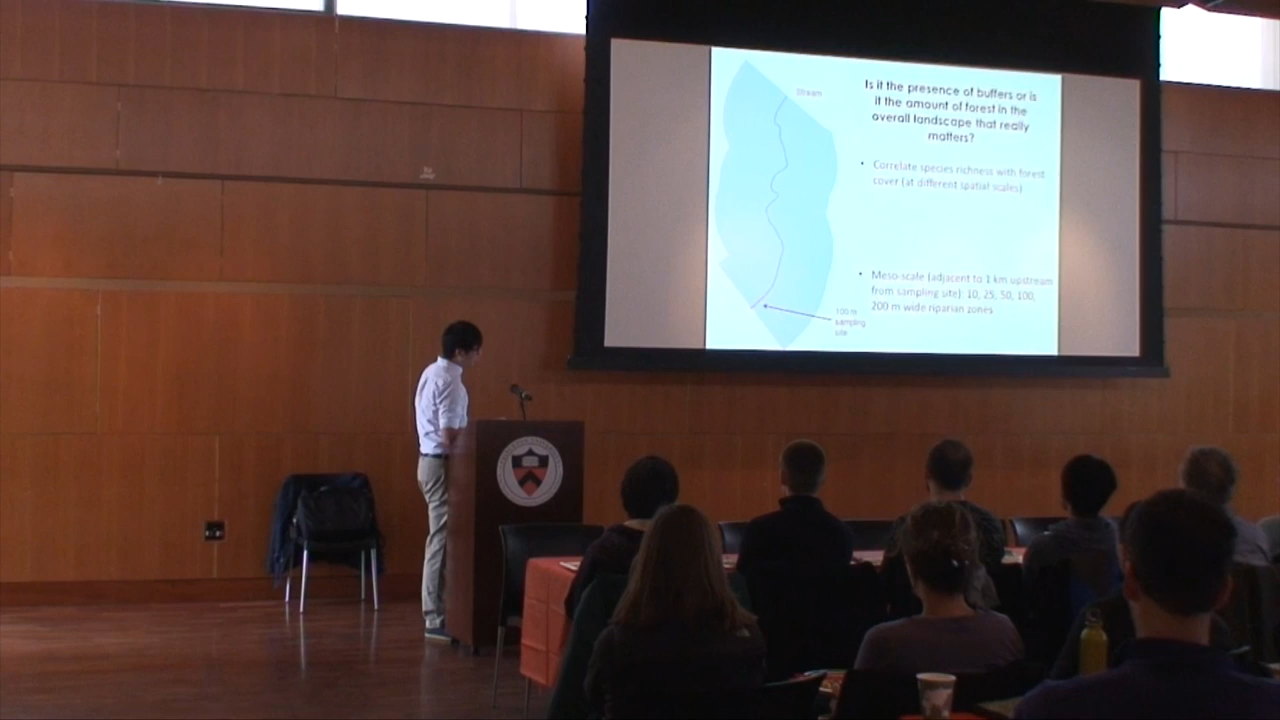 Stream
Is it the presence of buffers or is
it the amount of forest in the
overall landscape that really
matters?
• Correlate species richness with forest
cover (at different spatial scales)
• Meso-scale (adjacent to 1 km upstream
from sampling site): 10, 25, 50, 100,
200 m wide riparian zones
100 m
sampling
site